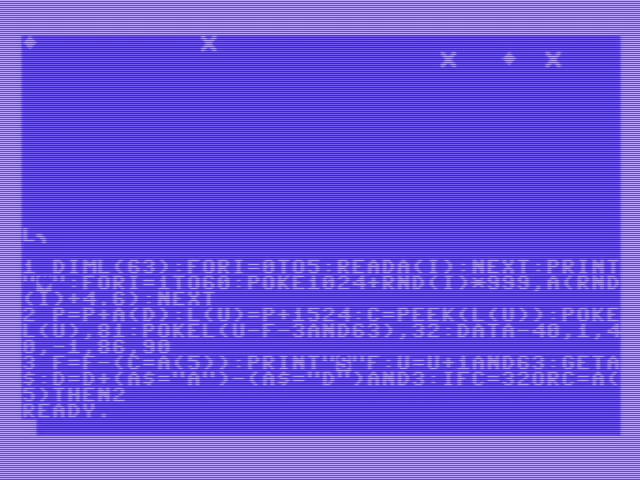 L
1 DIML(63):FORI=0TO5:READA(I):NEXT:PRINT
"♥":FORI=1TO60:POKE1024+RND(I)*999,A(RND
(I)+4.6):NEXT
2 P=P+A(D):L(U)=P+1524:C=PEEK(L(U)):POKE
L(U),81:POKEL(U-F-3AND63),32:DATA-40,1,4
0,-1,86,90
3 F=F-(C=A(5)):PRINT"S"F:U=U+1AND63:GETA
$:D=D+(A$="A")-(A$="D")AND3:IFC=32ORC=A(
5)THEN2
READY.